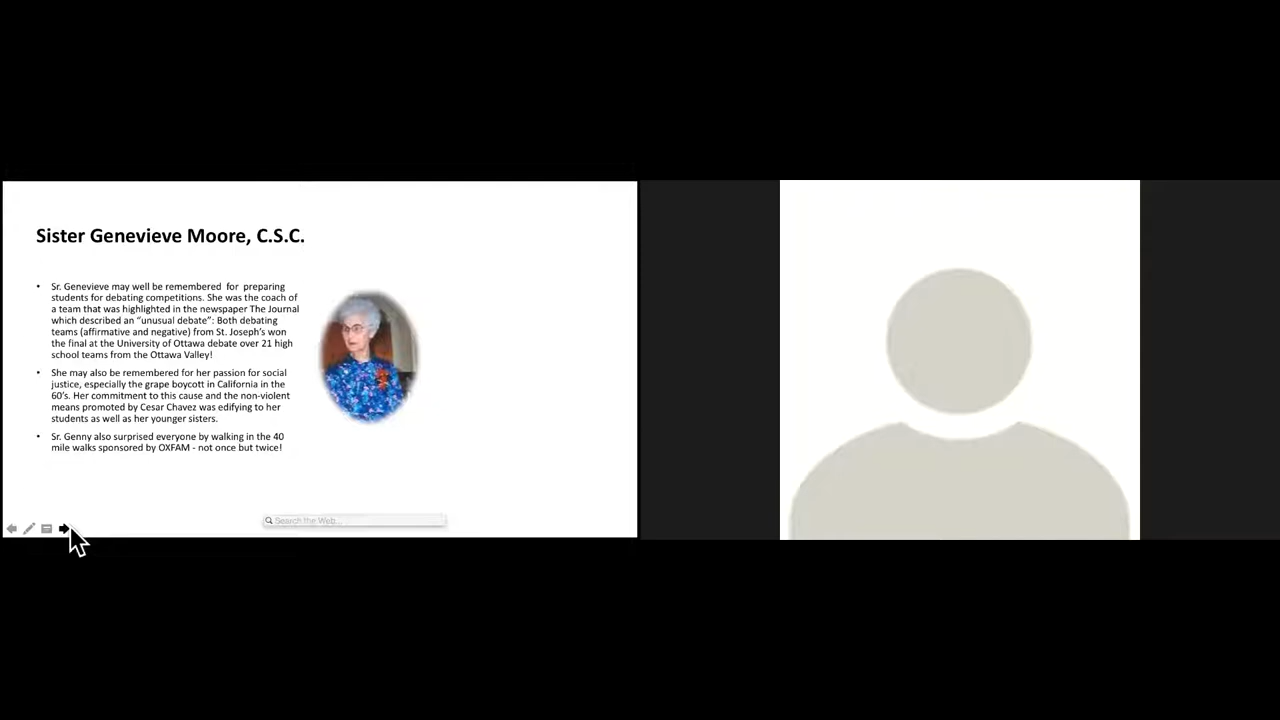 Sister Genevieve Moore, C.S.C.
• Sr. Genevieve may well be remembered for preparing
students for debating competitions. She was the coach of
a team that was highlighted in the newspaper The Journal
which described an “unusual debate”: Both debating
teams (affirmative and negative) from St. Joseph’s won
the final at the University of Ottawa debate over 21 high
school teams from the Ottawa Valley!
• She may also be remembered for her passion for social
justice, especially the grape boycott in California in the
60’s. Her commitment to this cause and the non-violent
means promoted by Cesar Chavez was edifying to her
students as well as her younger sisters.
• Sr. Genny also surprised everyone by walking in the 40
mile walks sponsored by OXFAM - not once but twice!
Search the Web...